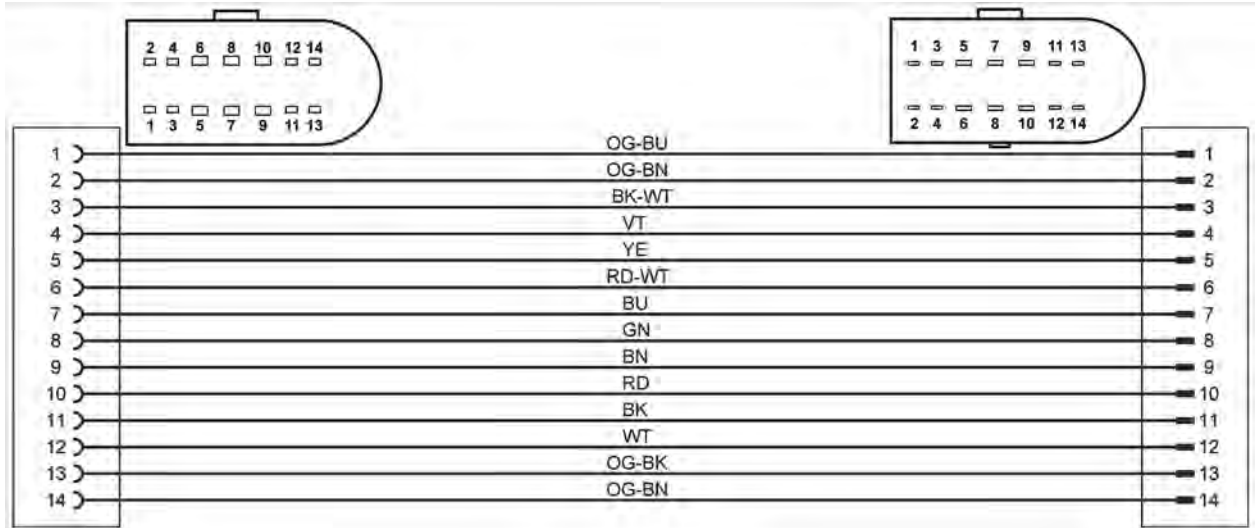 2 4 6 8 10 12 14
1 3 5 7 9 11 13
1 3 5 7 9 11 13
2 4 6 8 10 12 14
1 OG-BU 1
2 OG-BN 2
3 BK-WT 3
4 VT 4
5 YE 5
6 RD-WT 6
7 BU 7
8 GN 8
9 BN 9
10 RD 10
11 BK 11
12 WT 12
13 OG-BK 13
14 OG-BN 14